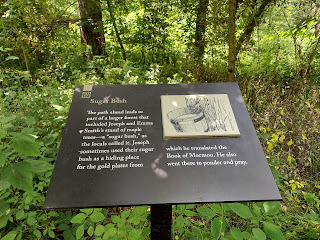 Sugar Bush
The path ahead leads to
part of a larger forest that
included Joseph and Emma
Smith's stand of maple
trees—a "sugar bush," as
the locals called it. Joseph
sometimes used their sugar
bush as a hiding place
for the gold plates from
which he translated the
Book of Mormon. He also
went there to ponder and pray.